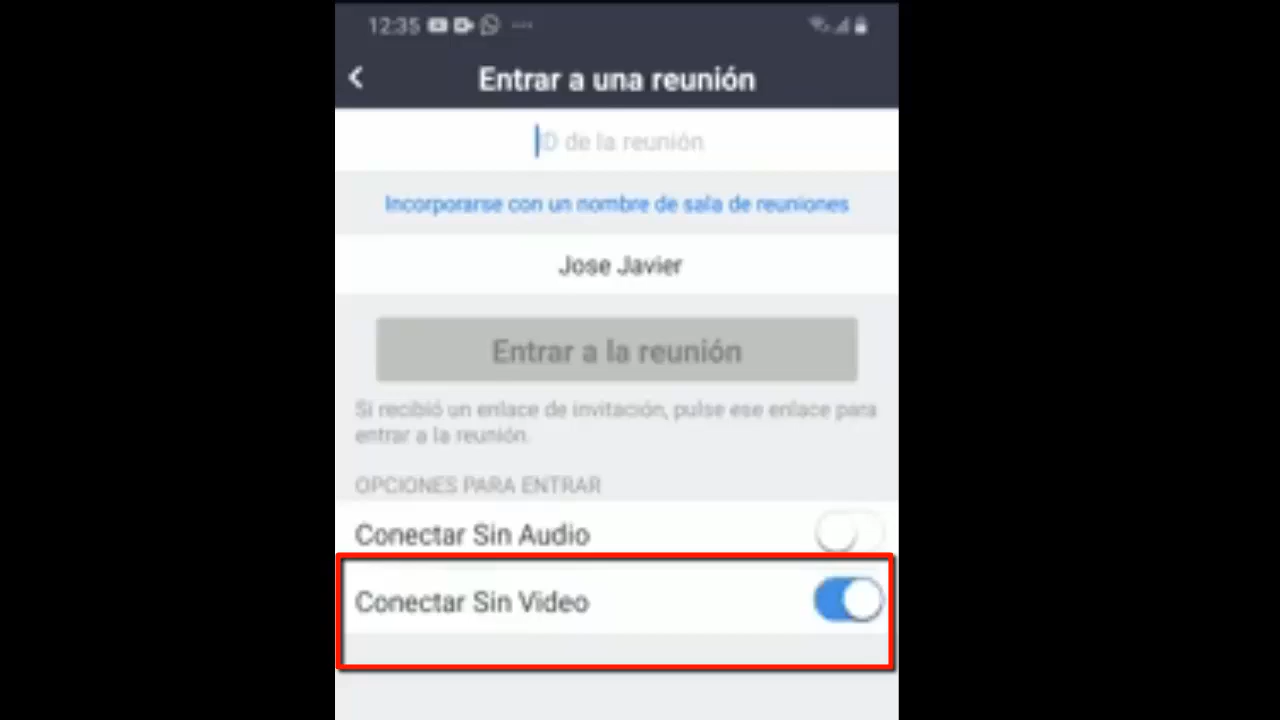 12:35
Entrar a una reunión
ID de la reunión
Incorporarse con un nombre de sala de reuniones
Jose Javier
Entrar a la reunión
Si recibió un enlace de invitación, pulse ese enlace para
entrar a la reunión.
OPCIONES PARA ENTRAR
Conectar Sin Audio
Conectar Sin Video